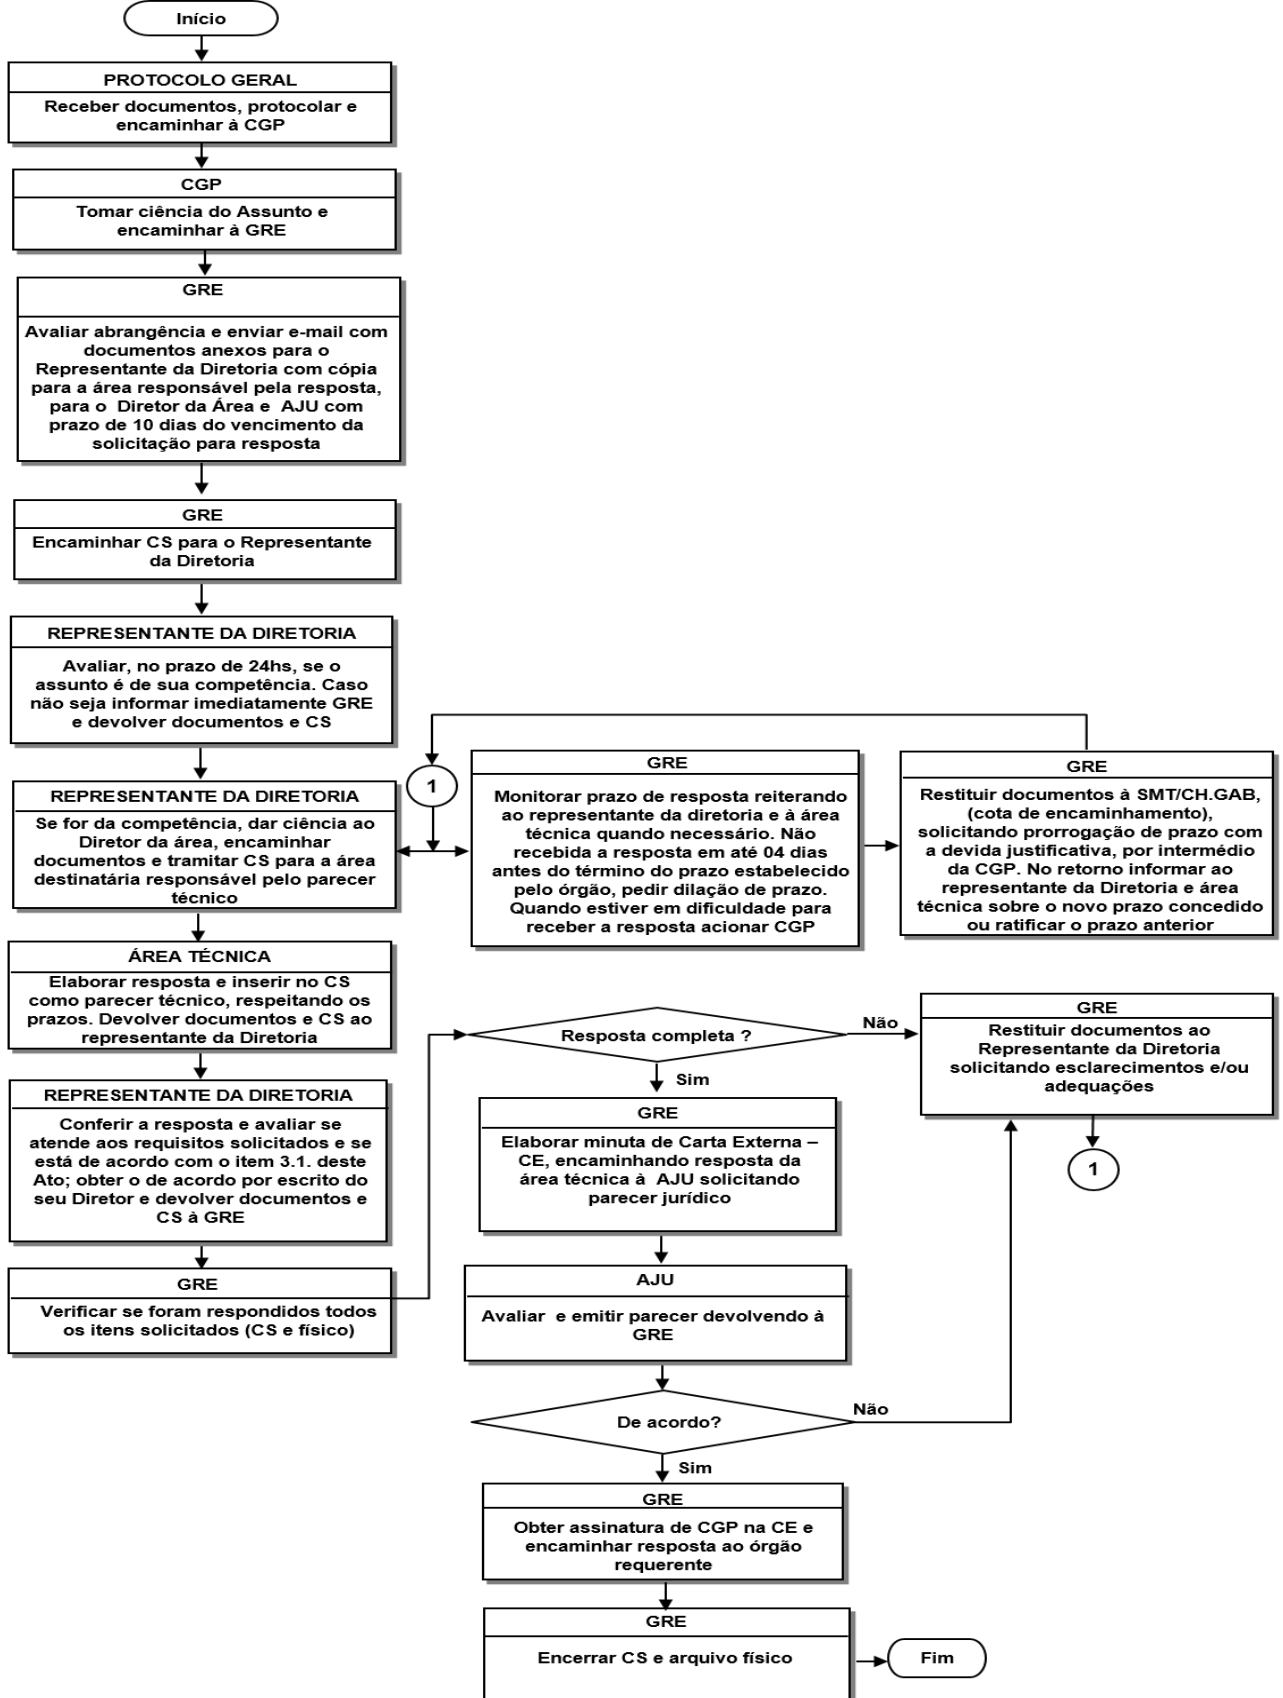 Início
PROTOCOLO GERAL
Receber documentos, protocolar e
encaminhar à CGP
CGP
Tomar ciência do Assunto e
encaminhar à GRE
GRE
Avaliar abrangência e enviar e-mail com
documentos anexos para o
Representante da Diretoria com cópia
para a área responsável pela resposta,
para o Diretor da Área e AJU com
prazo de 10 dias do vencimento da
solicitação para resposta
GRE
Encaminhar CS para o Representante
da Diretoria
REPRESENTANTE DA DIRETORIA
Avaliar, no prazo de 24hs, se o
assunto é de sua competência. Caso
não seja informar imediatamente GRE
e devolver documentos e CS
REPRESENTANTE DA DIRETORIA
Se for da competência, dar ciência ao
Diretor da área, encaminhar
documentos e tramitar CS para a área
destinatária responsável pelo parecer
técnico
1
GRE
Monitorar prazo de resposta reiterando
ao representante da diretoria e à área
técnica quando necessário. Não
recebida a resposta em até 04 dias
antes do término do prazo estabelecido
pelo órgão, pedir dilação de prazo.
Quando estiver em dificuldade para
receber a resposta acionar CGP
GRE
Restituir documentos à SMT/CH.GAB,
(cota de encaminhamento),
solicitando prorrogação de prazo com
a devida justificativa, por intermédio
da CGP. No retorno informar ao
representante da Diretoria e área
técnica sobre o novo prazo concedido
ou ratificar o prazo anterior
ÁREA TÉCNICA
Elaborar resposta e inserir no CS
como parecer técnico, respeitando os
prazos. Devolver documentos e CS ao
representante da Diretoria
REPRESENTANTE DA DIRETORIA
Conferir a resposta e avaliar se
atende aos requisitos solicitados e se
está de acordo com o item 3.1. deste
Ato; obter o de acordo por escrito do
seu Diretor e devolver documentos e
CS à GRE
GRE
Verificar se foram respondidos todos
os itens solicitados (CS e físico)
Resposta completa ?
Não
Sim
GRE
Restituir documentos ao
Representante da Diretoria
solicitando esclarecimentos e/ou
adequações
1
GRE
Elaborar minuta de Carta Externa –
CE, encaminhando resposta da
área técnica à AJU solicitando
parecer jurídico
AJU
Avaliar e emitir parecer devolvendo à
GRE
De acordo?
Não
Sim
GRE
Obter assinatura de CGP na CE e
encaminhar resposta ao órgão
requerente
GRE
Encerrar CS e arquivo físico
Fim